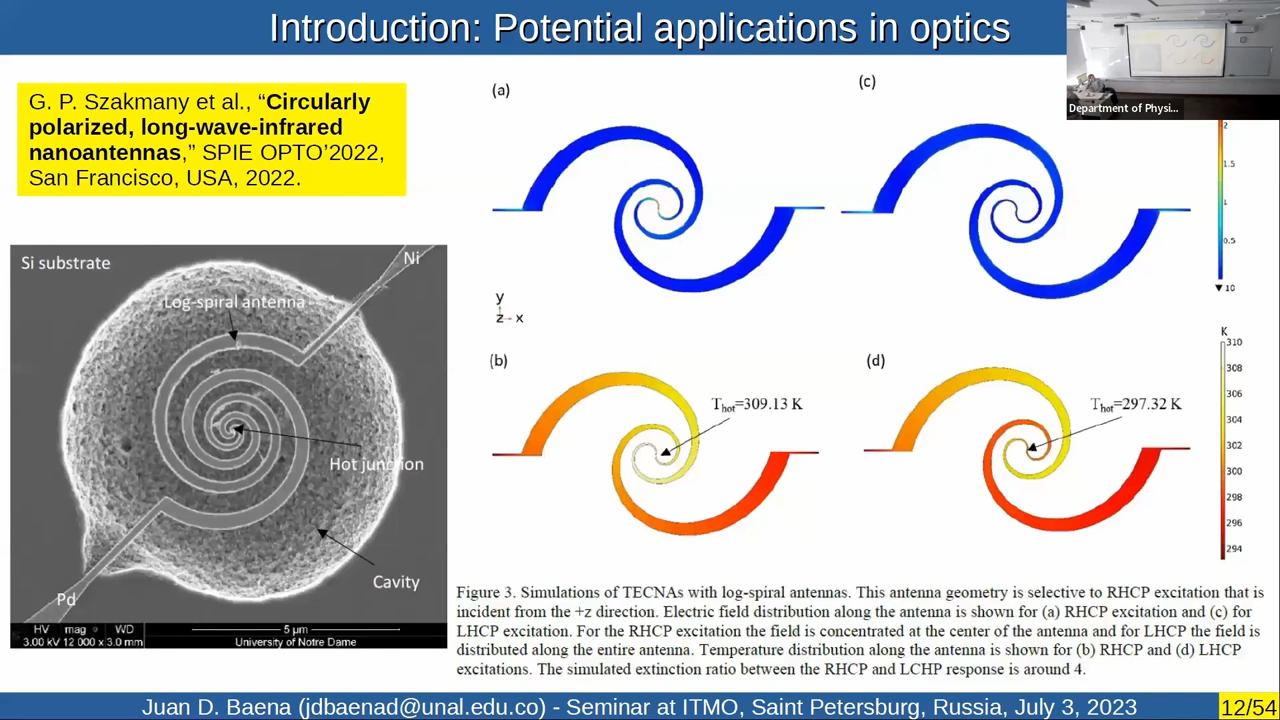 Introduction: Potential applications in optics
Department of Physi...
G. P. Szakmany et al., “Circularly
polarized, long-wave-infrared
nanoantennas,” SPIE OPTO’2022,
San Francisco, USA, 2022.
(a)
(c)
2
1.5
1
0.5
▼ 10
y
z x
Si substrate
Ni
Log-spiral antenna
Hot junction
Cavity
Pd
HV mag WD
3.00 kV 12 000 x 3.0 mm
5 µm
University of Notre Dame
(b)
Thot=309.13 K
(d)
Thot=297.32 K
K
310
308
306
304
302
300
298
296
294
Figure 3. Simulations of TECNAs with log-spiral antennas. This antenna geometry is selective to RHCP excitation that is
incident from the +z direction. Electric field distribution along the antenna is shown for (a) RHCP excitation and (c) for
LHCP excitation. For the RHCP excitation the field is concentrated at the center of the antenna and for LHCP the field is
distributed along the entire antenna. Temperature distribution along the antenna is shown for (b) RHCP and (d) LHCP
excitations. The simulated extinction ratio between the RHCP and LCHP response is around 4.
Juan D. Baena (jdbaenad@unal.edu.co) - Seminar at ITMO, Saint Petersburg, Russia, July 3, 2023
12/54